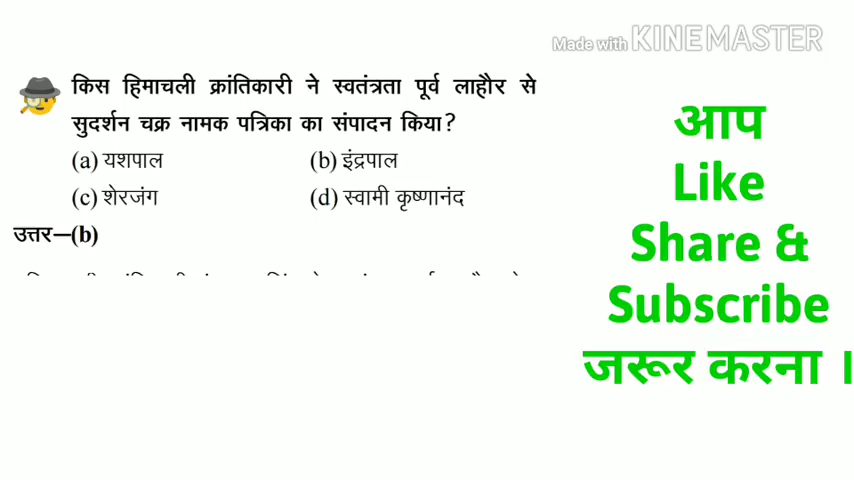 Made with KINEMASTER
किस हिमाचली क्रांतिकारी ने स्वतंत्रता पूर्व लाहौर से
सुदर्शन चक्र नामक पत्रिका का संपादन किया?
(a) यशपाल (b) इंद्रपाल
(c) शेरजंग (d) स्वामी कृष्णानंद
उत्तर–(b)
आप
Like
Share &
Subscribe
जरूर करना ।